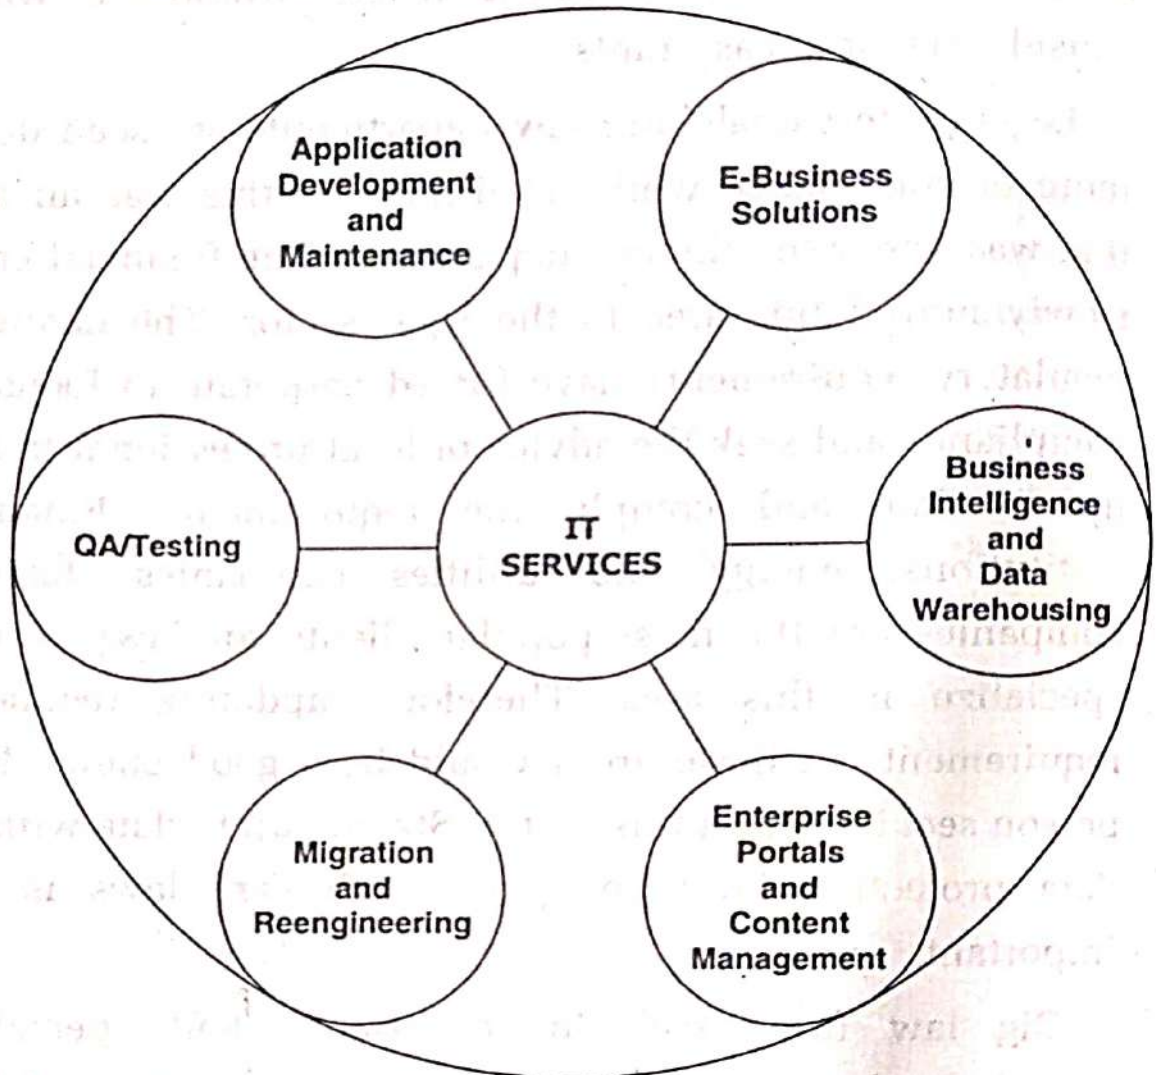 Application
Development
and
Maintenance
E-Business
Solutions
QA/Testing
IT
SERVICES
Business
Intelligence
and
Data
Warehousing
Migration
and
Reengineering
Enterprise
Portals
and
Content
Management